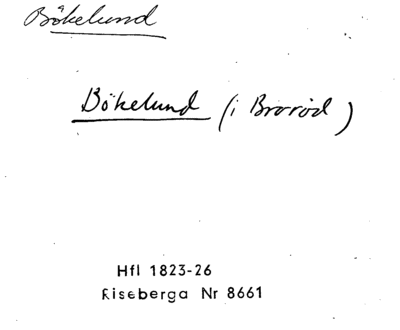 Bökelund
Bökelund (i Broröd)
Hfl 1823-26
Riseberga Nr 8661